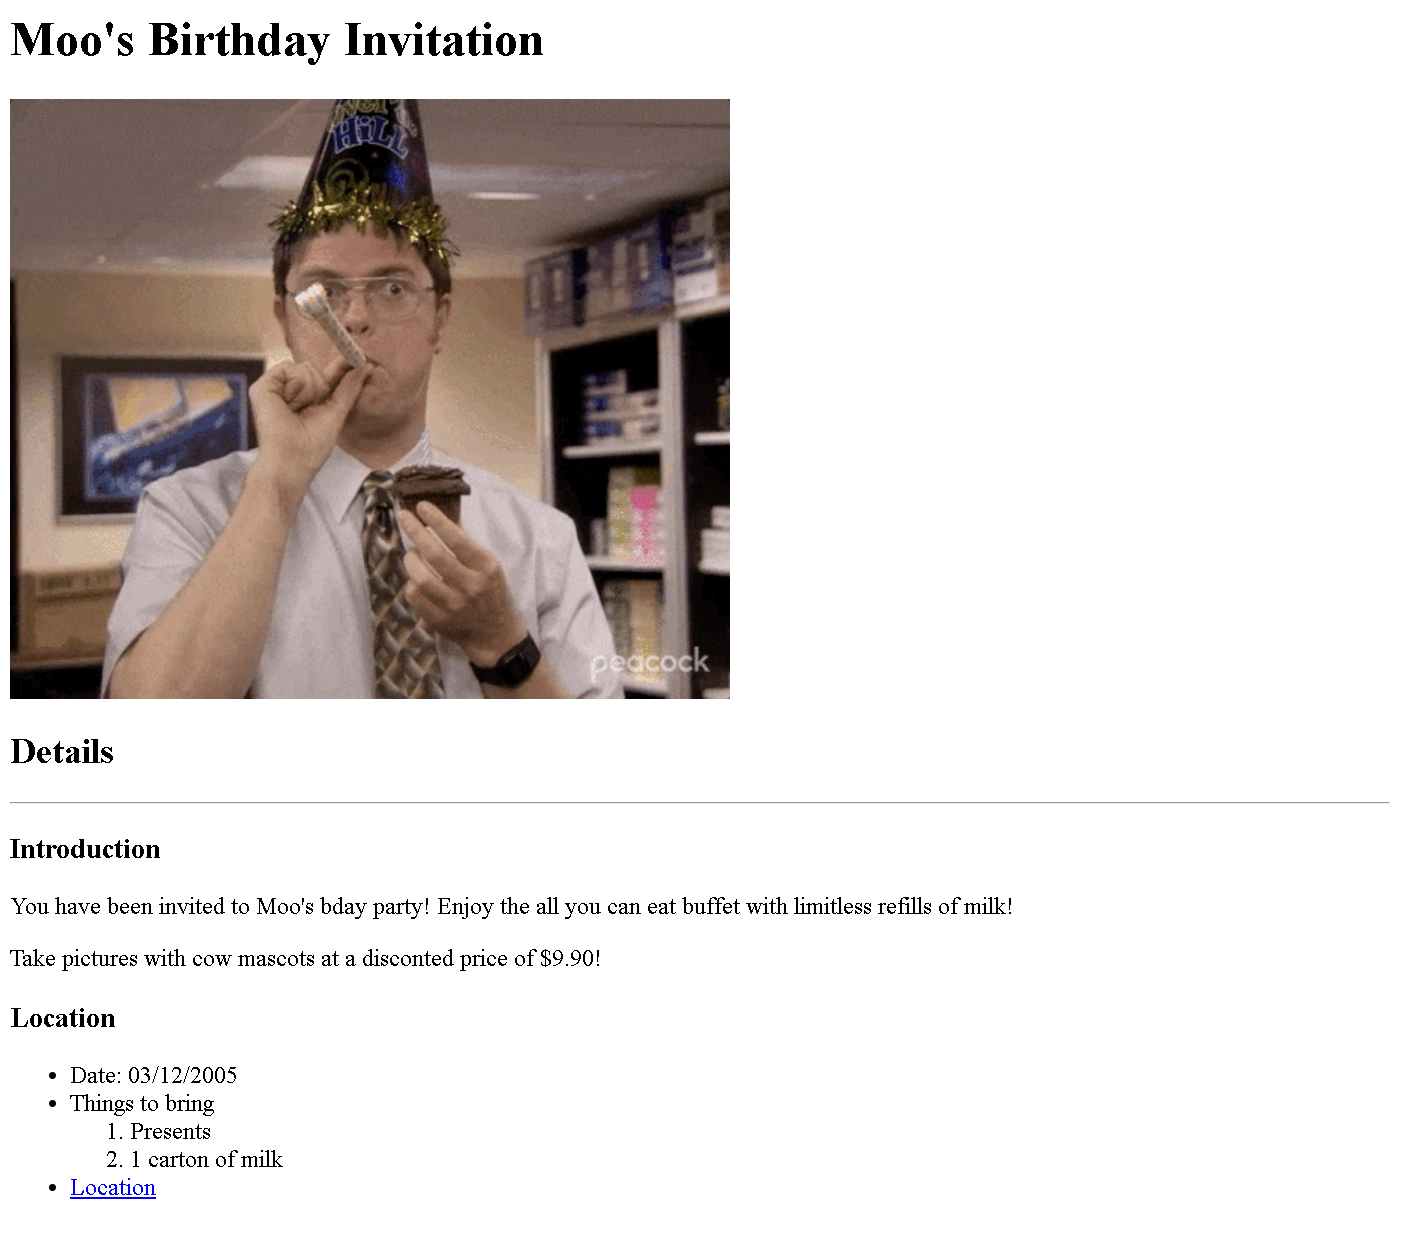 Moo's Birthday Invitation
HiLL
peacock
Details
Introduction
You have been invited to Moo's bday party! Enjoy the all you can eat buffet with limitless refills of milk!
Take pictures with cow mascots at a disconted price of $9.90!
Location
• Date: 03/12/2005
• Things to bring
1. Presents
2. 1 carton of milk
• Location